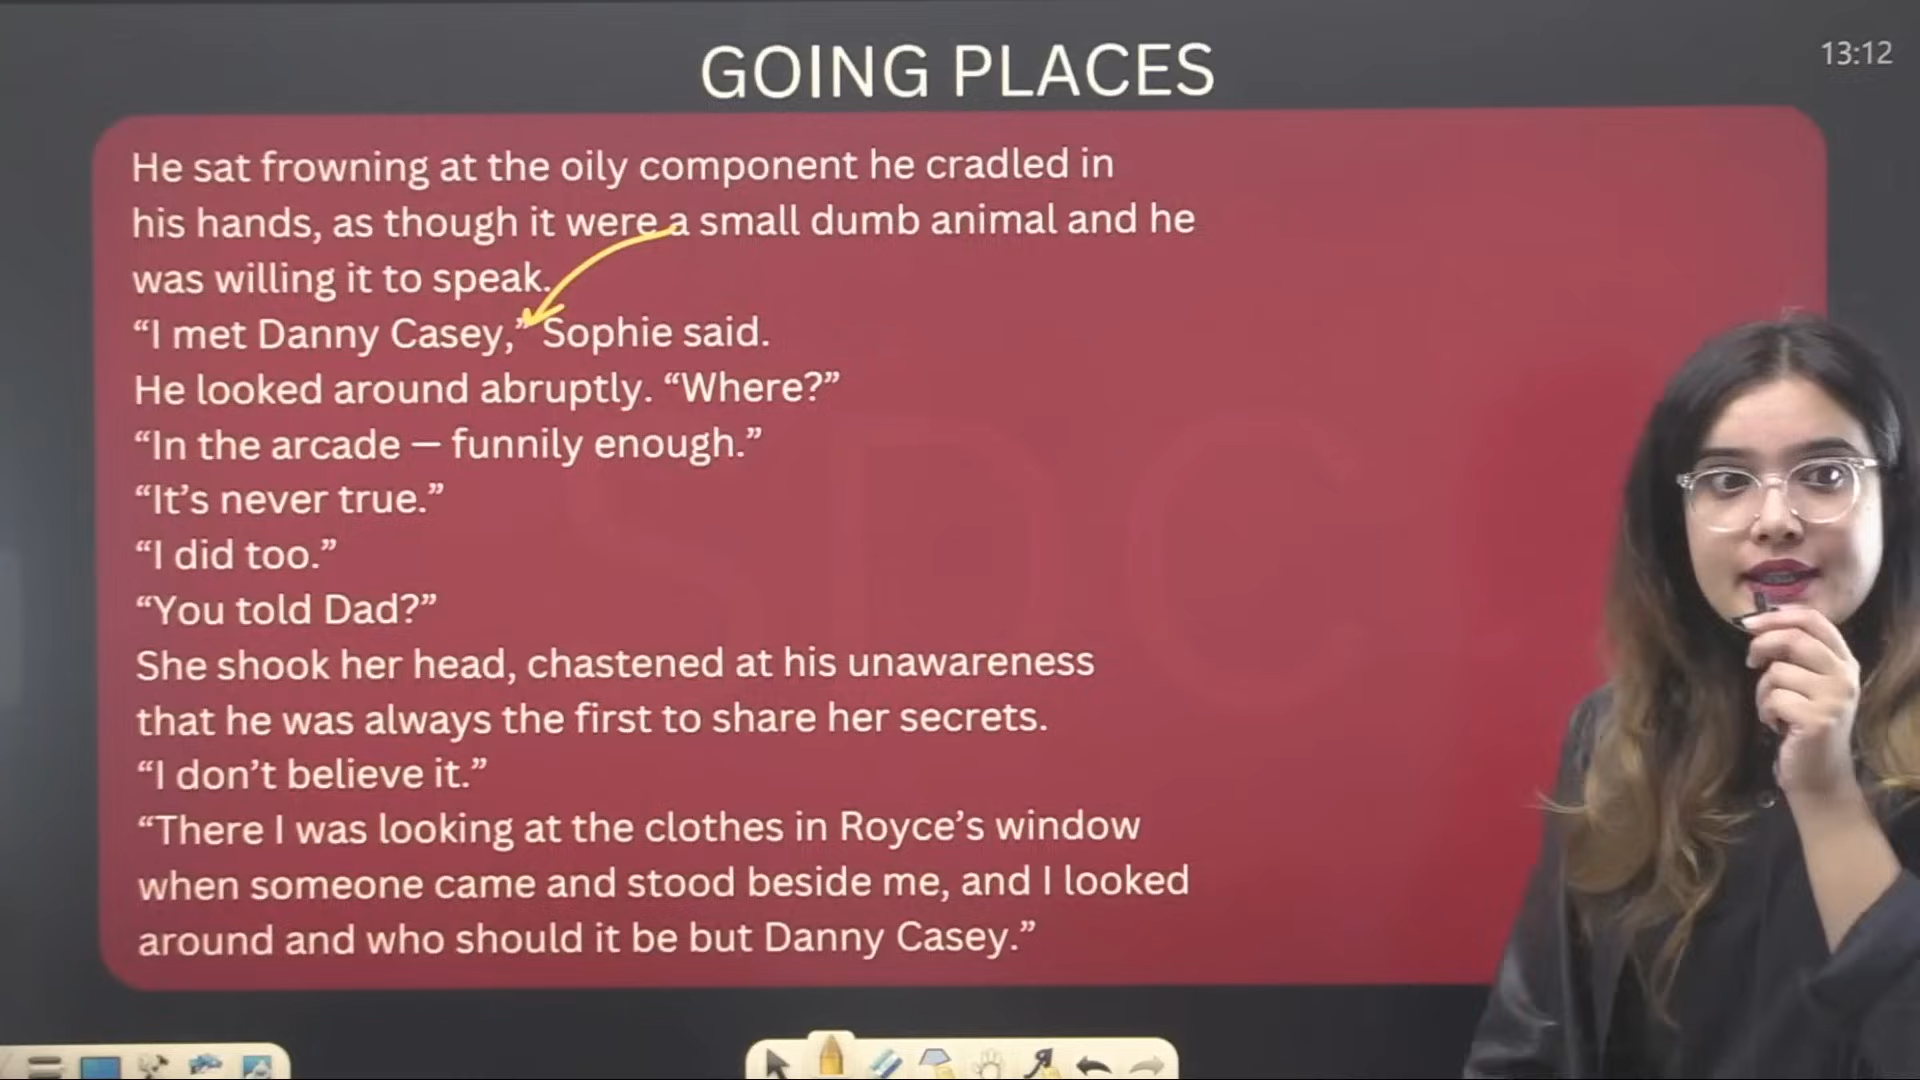 GOING PLACES
13:12
He sat frowning at the oily component he cradled in
his hands, as though it were a small dumb animal and he
was willing it to speak.
“I met Danny Casey,” Sophie said.
He looked around abruptly. “Where?”
“In the arcade — funnily enough.”
“It’s never true.”
“I did too.”
“You told Dad?”
She shook her head, chastened at his unawareness
that he was always the first to share her secrets.
“I don’t believe it.”
“There I was looking at the clothes in Royce’s window
when someone came and stood beside me, and I looked
around and who should it be but Danny Casey.”
SDC